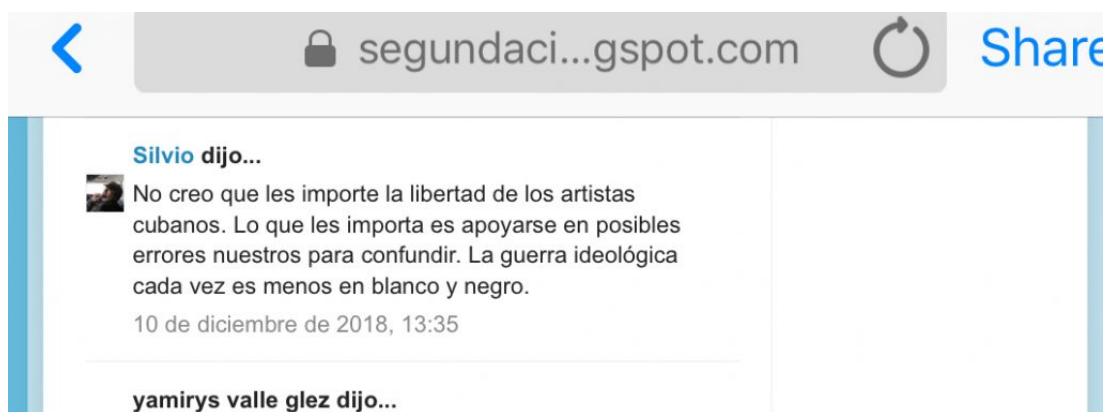 segundaci...gspot.com
Share
Silvio dijo...
No creo que les importe la libertad de los artistas
cubanos. Lo que les importa es apoyarse en posibles
errores nuestros para confundir. La guerra ideológica
cada vez es menos en blanco y negro.
10 de diciembre de 2018, 13:35
yamirys valle glez dijo...